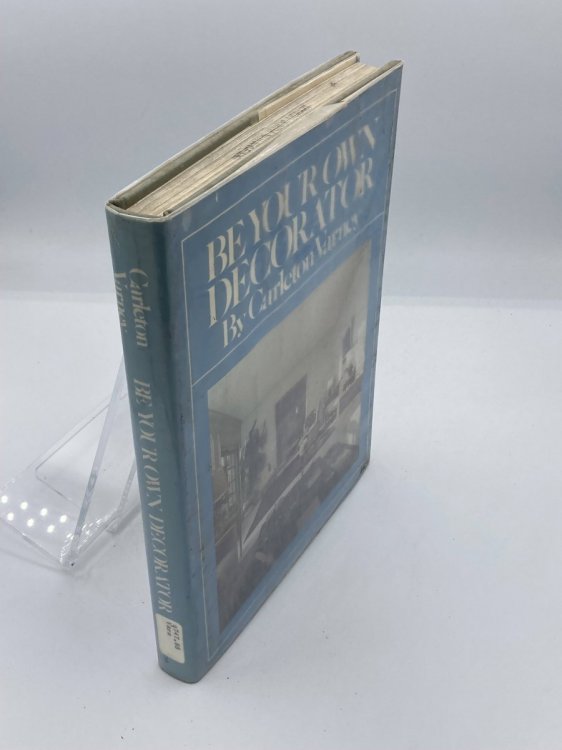 BE YOUR OWN
DECORATOR
By Carleton Varney
Carleton
Varney
BE YOUR OWN DECORATOR